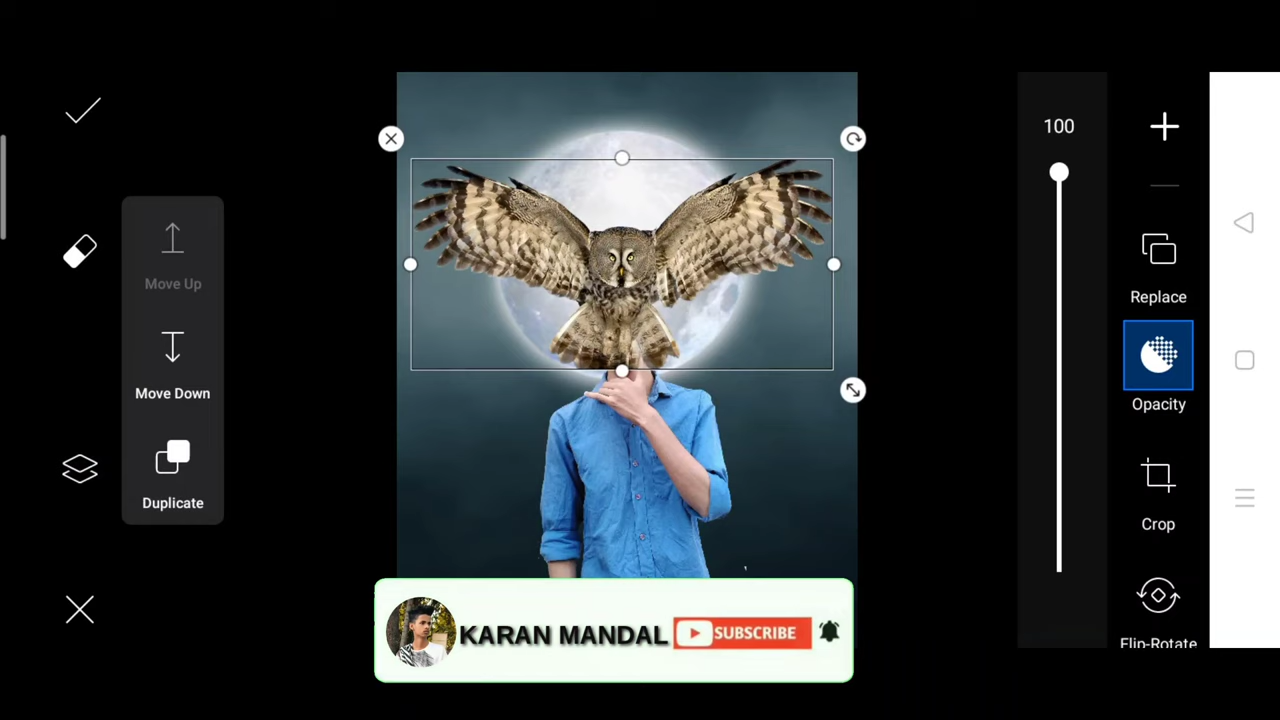 100
Move Up
Replace
Move Down
Opacity
Duplicate
Crop
KARAN MANDAL SUBSCRIBE
Flip-Rotate